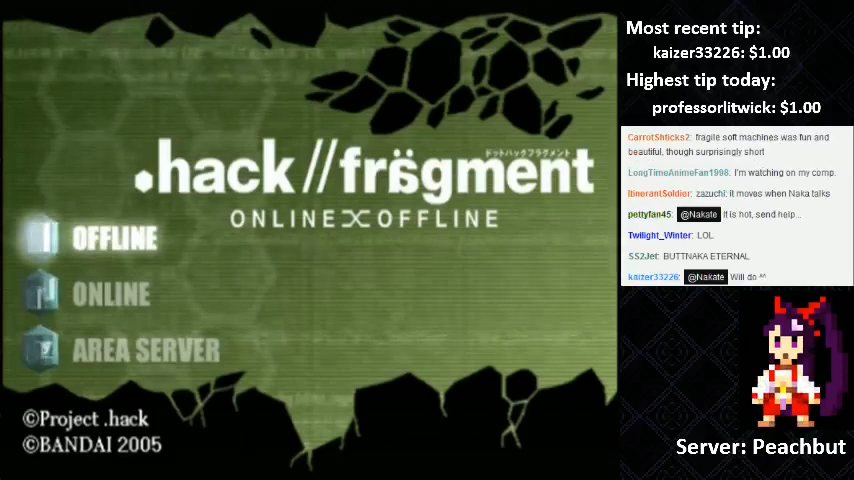 Most recent tip:
kaizer33226: $1.00
Highest tip today:
professorlitwick: $1.00
CarrotShticks2: fragile soft machines was fun and
beautiful, though surprisingly short
LongTimeAnimeFan1998: I'm watching on my comp.
ItinerantSoldier: zazuchi: it moves when Naka talks
pettyfan45: @Nakate It is hot, send help...
Twilight_Winter: LOL
SS2Jet: BUTTNAKA ETERNAL
kaizer33226: @Nakate Will do ^^
ドットハックフラグメント
.hack//frägment
ONLINE OFFLINE
OFFLINE
ONLINE
AREA SERVER
©Project .hack
©BANDAI 2005
Server: Peachbut